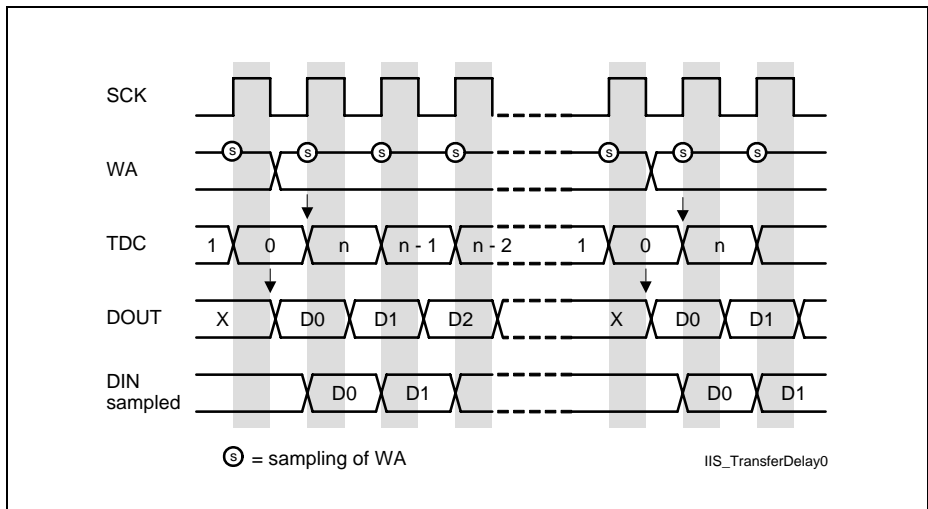 SCK
WA
s s s s s s s
TDC
1 0 n n - 1 n - 2 1 0 n
DOUT
X D0 D1 D2 X D0 D1
DIN
sampled
D0 D1 D0 D1
s = sampling of WA
IIS_TransferDelay0